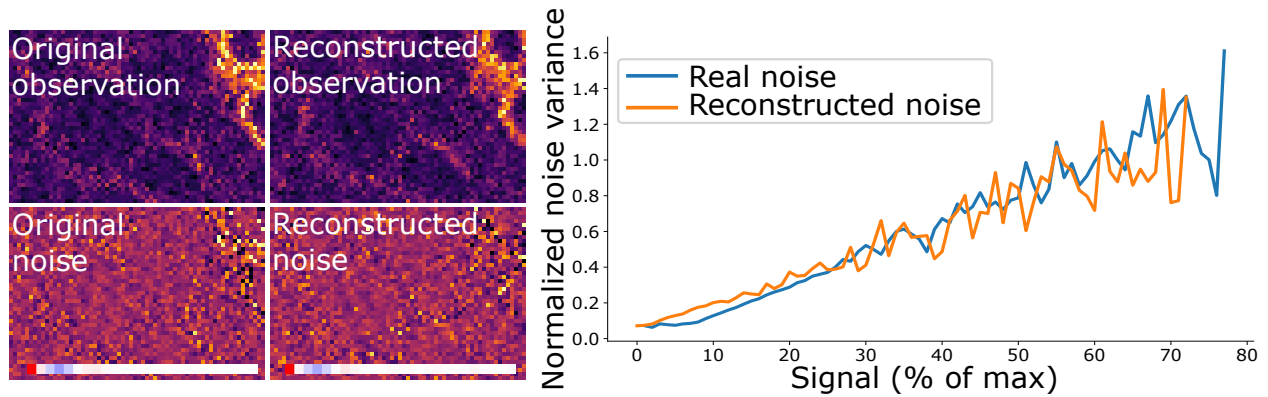 Original
observation
Reconstructed
observation
Original
noise
Reconstructed
noise
Normalized noise variance
1.6
1.4
1.2
1.0
0.8
0.6
0.4
0.2
0.0
Real noise
Reconstructed noise
0 10 20 30 40 50 60 70 80
Signal (% of max)